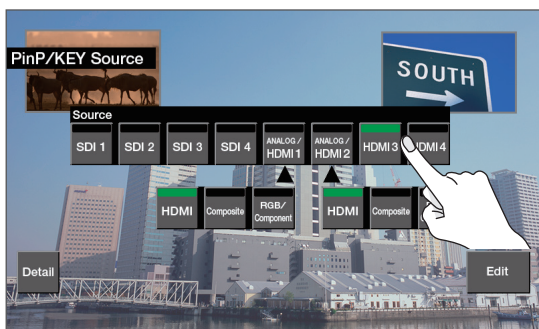 PinP/KEY Source
SOUTH
Source
SDI 1 SDI 2 SDI 3 SDI 4 ANALOG/ HDMI 1 ANALOG/ HDMI 2 HDMI 3 HDMI 4
HDMI Composite RGB/ Component HDMI Composite
Detail Edit